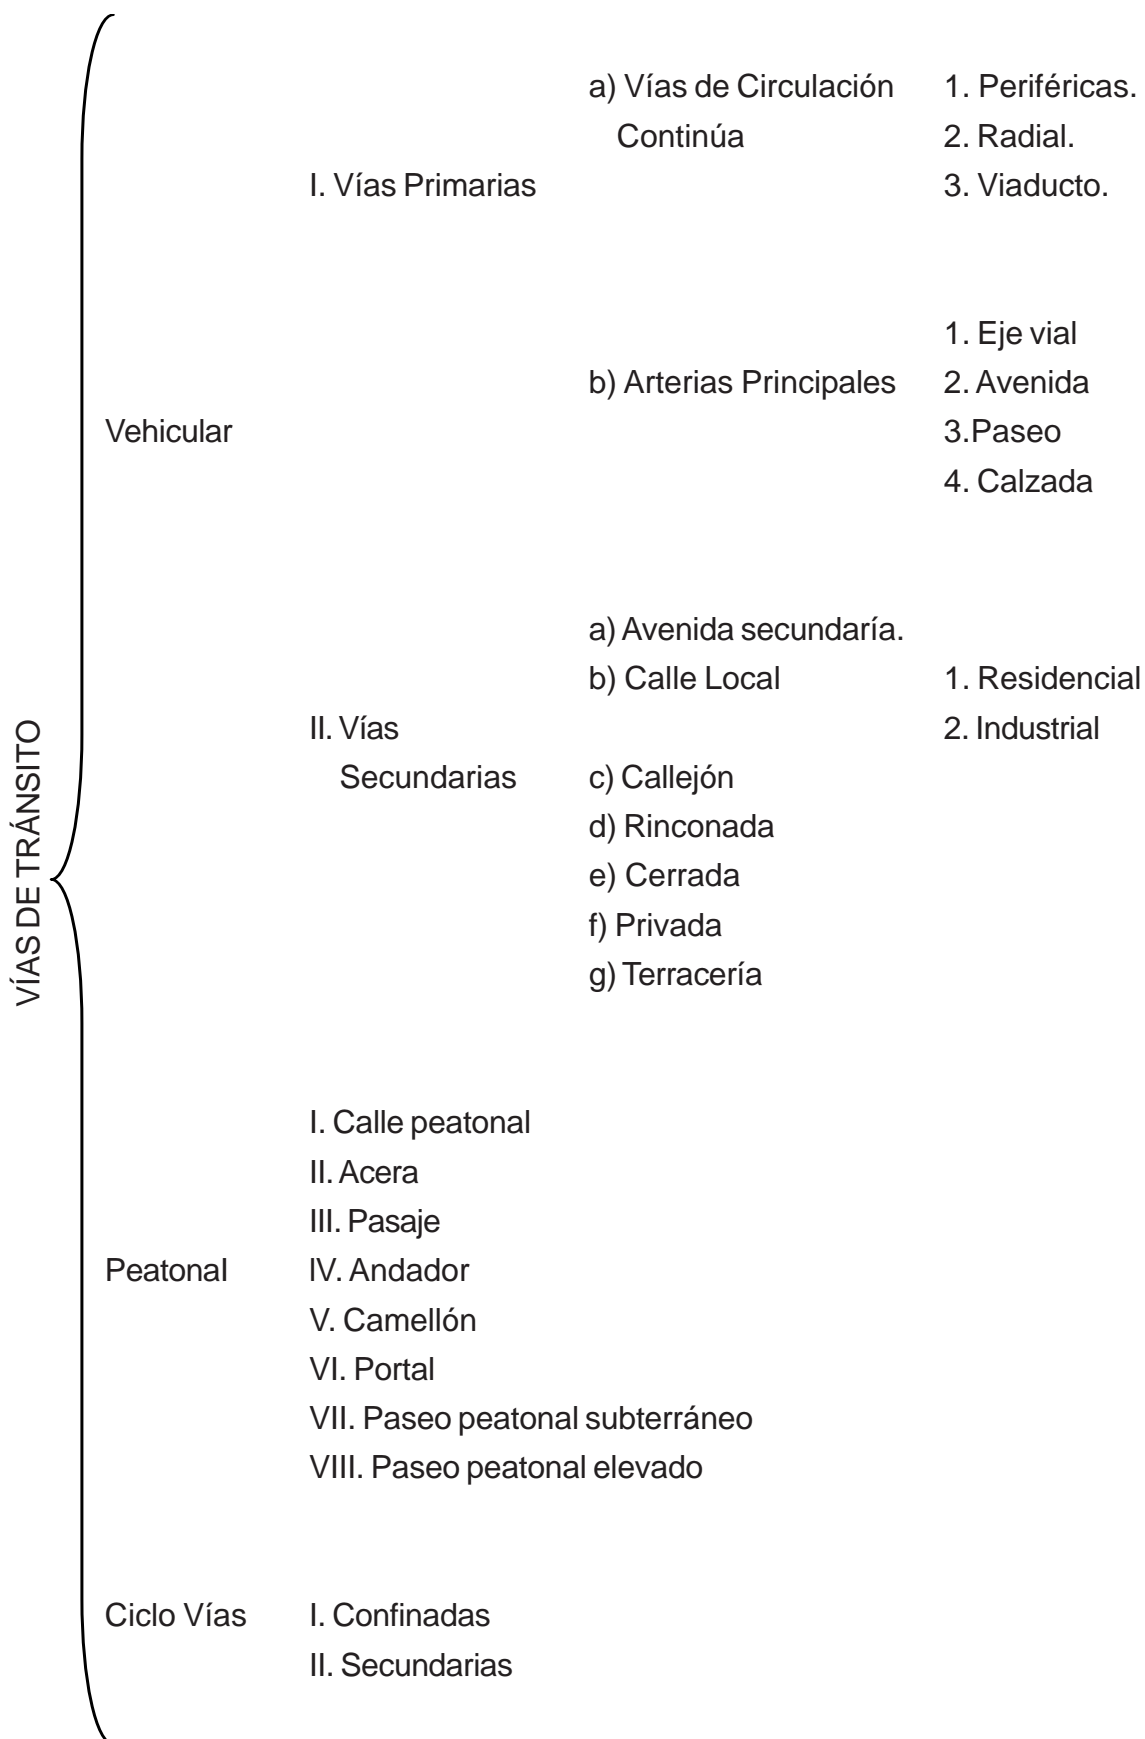 VÍAS DE TRÁNSITO
Vehicular
I. Vías Primarias
a) Vías de Circulación
Continúa
1. Periféricas.
2. Radial.
3. Viaducto.
b) Arterias Principales
1. Eje vial
2. Avenida
3.Paseo
4. Calzada
II. Vías
Secundarias
a) Avenida secundaría.
b) Calle Local
1. Residencial
2. Industrial
c) Callejón
d) Rinconada
e) Cerrada
f) Privada
g) Terracería
Peatonal
I. Calle peatonal
II. Acera
III. Pasaje
IV. Andador
V. Camellón
VI. Portal
VII. Paseo peatonal subterráneo
VIII. Paseo peatonal elevado
Ciclo Vías
I. Confinadas
II. Secundarias